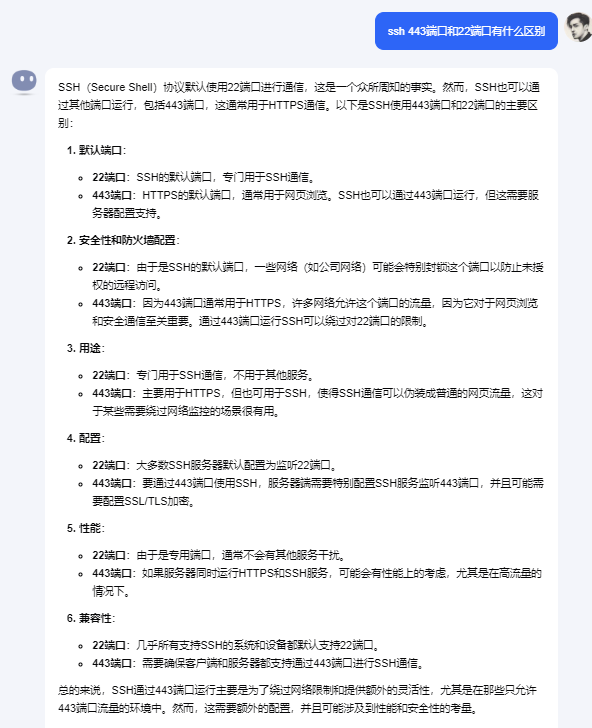 ssh 443端口和22端口有什么区别
SSH（Secure Shell）协议默认使用22端口进行通信，这是一个众所周知的事实。然而，SSH也可以通
过其他端口运行，包括443端口，这通常用于HTTPS通信。以下是SSH使用443端口和22端口的主要区
别：
1. 默认端口：
22端口：SSH的默认端口，专门用于SSH通信。
443端口：HTTPS的默认端口，通常用于网页浏览。SSH也可以通过443端口运行，但这需要服
务器配置支持。
2. 安全性和防火墙配置：
22端口：由于是SSH的默认端口，一些网络（如公司网络）可能会特别封锁这个端口以防止未授
权的远程访问。
443端口：因为443端口通常用于HTTPS，许多网络允许这个端口的流量，因为它对于网页浏览
和安全通信至关重要。通过443端口运行SSH可以绕过对22端口的限制。
3. 用途：
22端口：专门用于SSH通信，不用于其他服务。
443端口：主要用于HTTPS，但也可用于SSH，使得SSH通信可以伪装成普通的网页流量，这对
于某些需要绕过网络监控的场景很有用。
4. 配置：
22端口：大多数SSH服务器默认配置为监听22端口。
443端口：要通过443端口使用SSH，服务器端需要特别配置SSH服务监听443端口，并且可能需
要配置SSL/TLS加密。
5. 性能：
22端口：由于是专用端口，通常不会有其他服务干扰。
443端口：如果服务器同时运行HTTPS和SSH服务，可能会有性能上的考虑，尤其是在高流量的
情况下。
6. 兼容性：
22端口：几乎所有支持SSH的系统和设备都默认支持22端口。
443端口：需要确保客户端和服务器都支持通过443端口进行SSH通信。
总的来说，SSH通过443端口运行主要是为了绕过网络限制和提供额外的灵活性，尤其是在那些只允许
443端口流量的环境中。然而，这需要额外的配置，并且可能涉及到性能和安全性的考量。